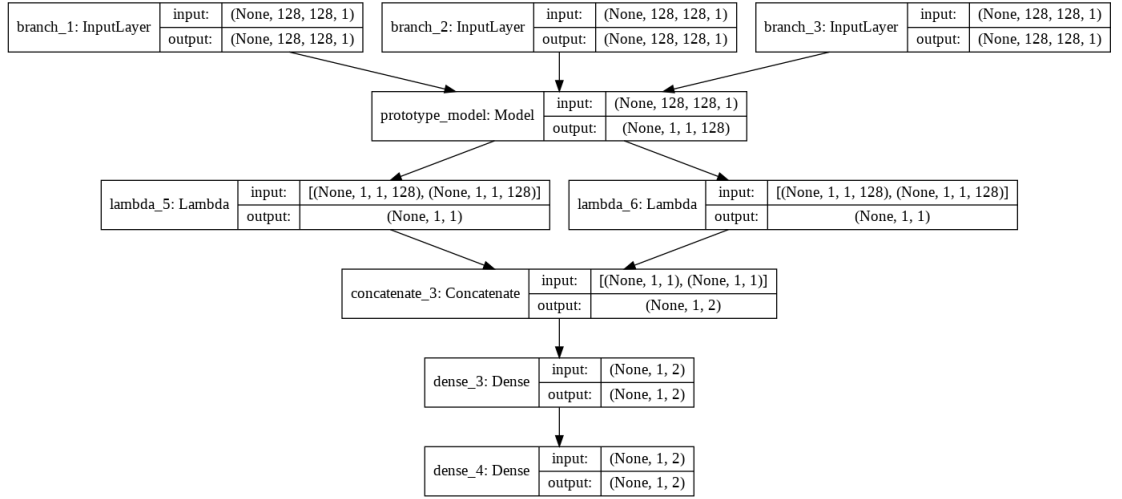 branch_1: InputLayer input: (None, 128, 128, 1)
output: (None, 128, 128, 1)
branch_2: InputLayer input: (None, 128, 128, 1)
output: (None, 128, 128, 1)
branch_3: InputLayer input: (None, 128, 128, 1)
output: (None, 128, 128, 1)
prototype_model: Model input: (None, 128, 128, 1)
output: (None, 1, 1, 128)
lambda_5: Lambda input: [(None, 1, 1, 128), (None, 1, 1, 128)]
output: (None, 1, 1)
lambda_6: Lambda input: [(None, 1, 1, 128), (None, 1, 1, 128)]
output: (None, 1, 1)
concatenate_3: Concatenate input: [(None, 1, 1), (None, 1, 1)]
output: (None, 1, 2)
dense_3: Dense input: (None, 1, 2)
output: (None, 1, 2)
dense_4: Dense input: (None, 1, 2)
output: (None, 1, 2)